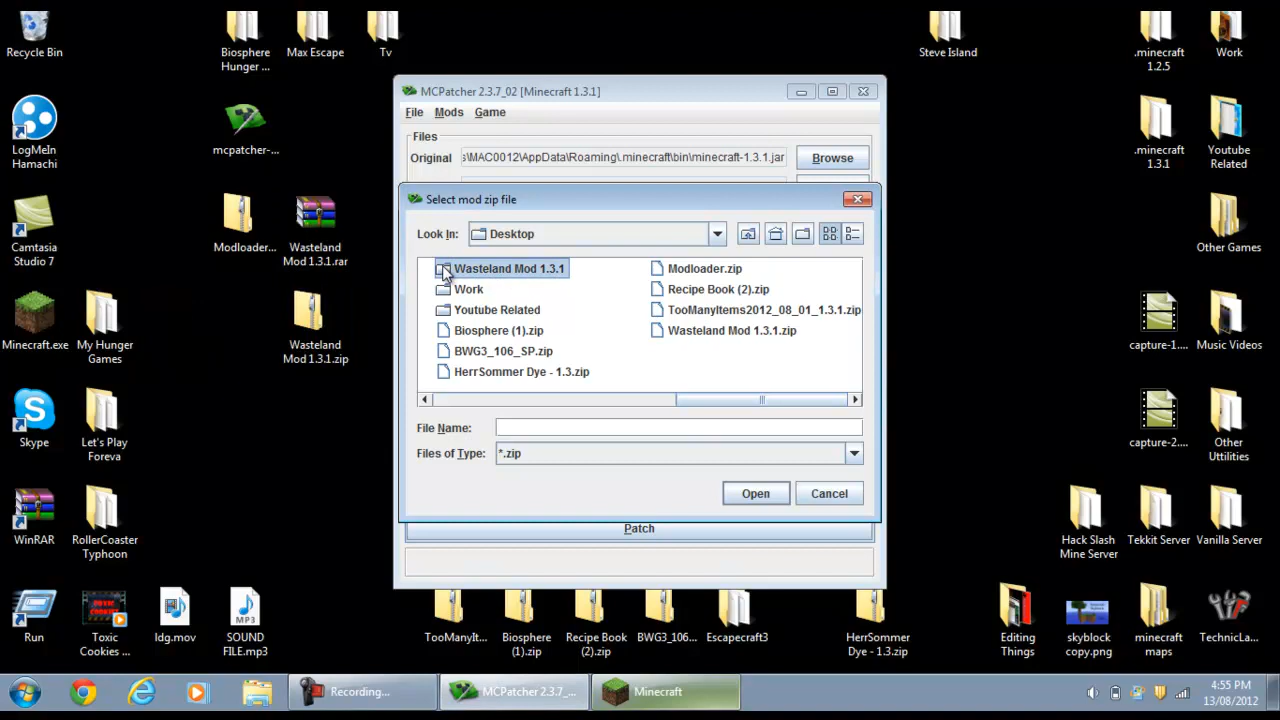 Recycle Bin
Biosphere
Hunger ...
Max Escape
Tv
Steve Island
.minecraft
1.2.5
Work
LogMeIn
Hamachi
mcpatcher-...
.minecraft
1.3.1
Youtube
Related
Camtasia
Studio 7
Modloader...
Wasteland
Mod 1.3.1.rar
Other Games
Minecraft.exe
My Hunger
Games
Wasteland
Mod 1.3.1.zip
capture-1....
Music Videos
Skype
Let's Play
Foreva
capture-2....
Other
Uttilities
WinRAR
RollerCoaster
Typhoon
Hack Slash
Mine Server
Tekkit Server
Vanilla Server
Run
Toxic
Cookies ...
ldg.mov
SOUND
FILE.mp3
TooManyIt...
Biosphere
(1).zip
Recipe Book
(2).zip
BWG3_106...
Escapecraft3
HerrSommer
Dye - 1.3.zip
Editing
Things
skyblock
copy.png
minecraft
maps
TechnicLa...
MCPatcher 2.3.7_02 [Minecraft 1.3.1]
File Mods Game
Files
Original
s\MAC0012\AppData\Roaming\.minecraft\bin\minecraft-1.3.1.jar
Browse
Select mod zip file
Look In: Desktop
Wasteland Mod 1.3.1
Work
Youtube Related
Biosphere (1).zip
BWG3_106_SP.zip
HerrSommer Dye - 1.3.zip
Modloader.zip
Recipe Book (2).zip
TooManyItems2012_08_01_1.3.1.zip
Wasteland Mod 1.3.1.zip
File Name:
Files of Type: *.zip
Open Cancel
Patch
Recording...
MCPatcher 2.3.7_...
Minecraft
4:55 PM
13/08/2012